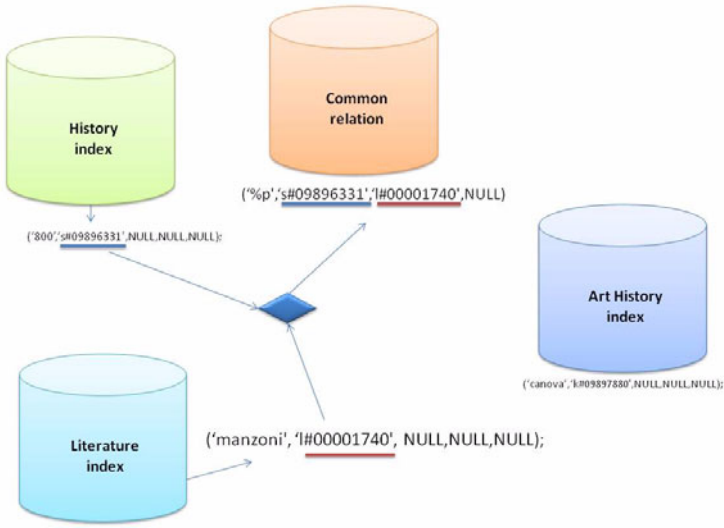 History
index
Common
relation
('%p','s#09896331','l#00001740',NULL)
('800','s#09896331',NULL,NULL,NULL);
Art History
index
('canova','k#09897880',NULL,NULL,NULL);
Literature
index
('manzoni', 'l#00001740', NULL,NULL,NULL);